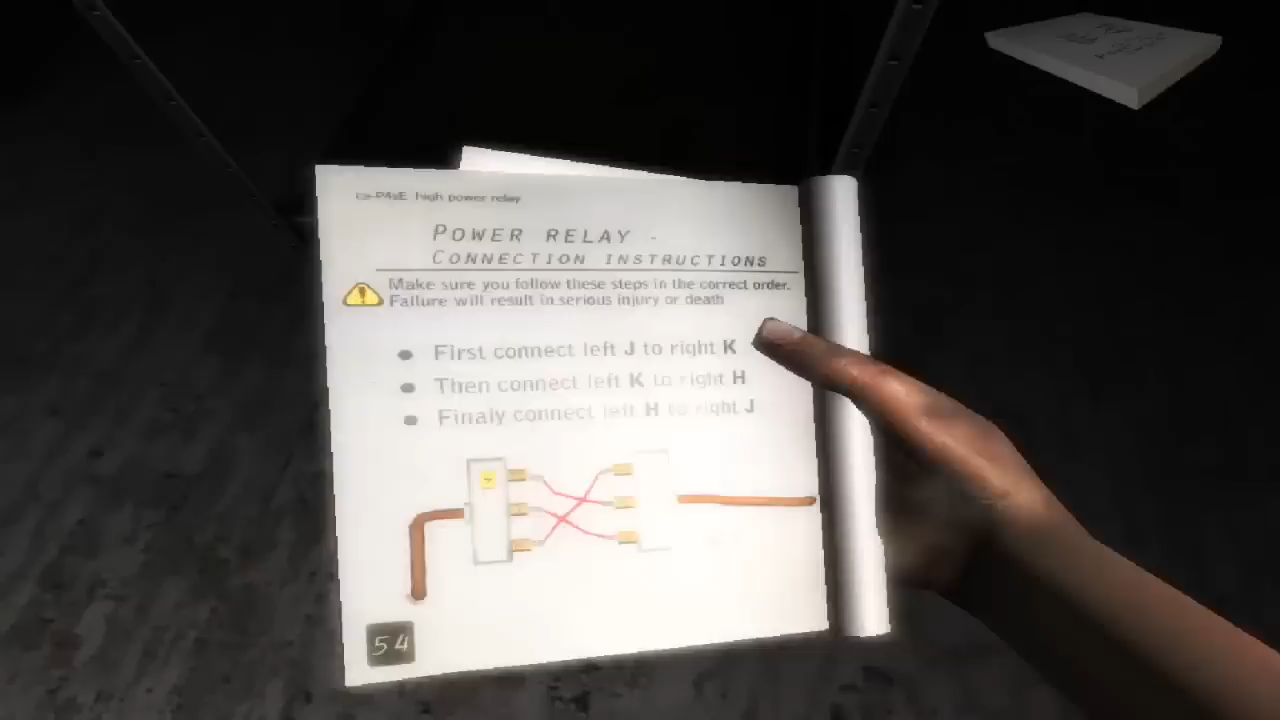 high power relay
POWER RELAY -
CONNECTION INSTRUCTIONS
Make sure you follow these steps in the correct order.
Failure will result in serious injury or death
First connect left J to right K
Then connect left K to right H
Finaly connect left H to right J
54